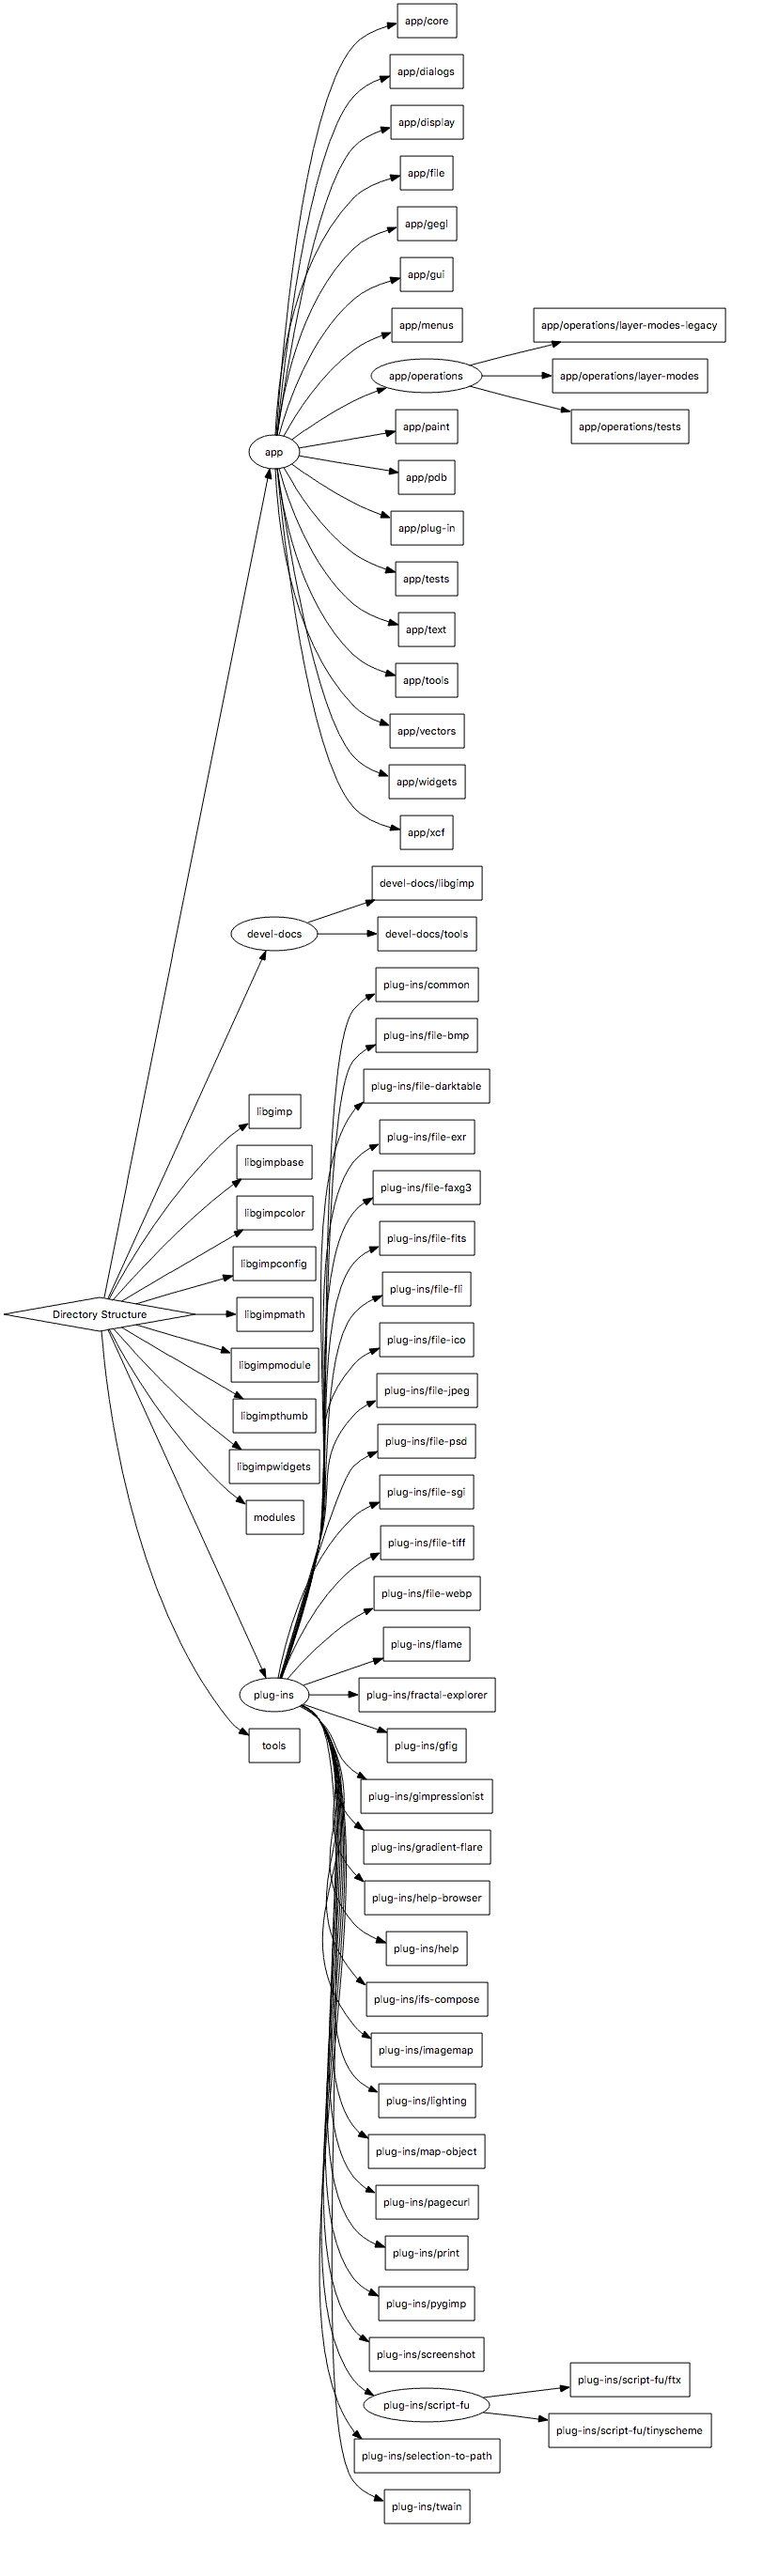 app/core
app/dialogs
app/display
app/file
app/gegl
app/gui
app/menus
app/operations/layer-modes-legacy
app/operations
app/operations/layer-modes
app/paint
app/operations/tests
app
app/pdb
app/plug-in
app/tests
app/text
app/tools
app/vectors
app/widgets
app/xcf
devel-docs/libgimp
devel-docs
devel-docs/tools
plug-ins/common
plug-ins/file-bmp
plug-ins/file-darktable
libgimp
plug-ins/file-exr
libgimpbase
plug-ins/file-faxg3
libgimpcolor
plug-ins/file-fits
libgimpconfig
plug-ins/file-fli
Directory Structure
libgimpmath
plug-ins/file-ico
libgimpmodule
plug-ins/file-jpeg
libgimpthumb
plug-ins/file-psd
libgimpwidgets
plug-ins/file-sgi
modules
plug-ins/file-tiff
plug-ins/file-webp
plug-ins/flame
plug-ins
plug-ins/fractal-explorer
tools
plug-ins/gfig
plug-ins/gimpressionist
plug-ins/gradient-flare
plug-ins/help-browser
plug-ins/help
plug-ins/ifs-compose
plug-ins/imagemap
plug-ins/lighting
plug-ins/map-object
plug-ins/pagecurl
plug-ins/print
plug-ins/pygimp
plug-ins/screenshot
plug-ins/script-fu/ftx
plug-ins/script-fu
plug-ins/script-fu/tinyscheme
plug-ins/selection-to-path
plug-ins/twain